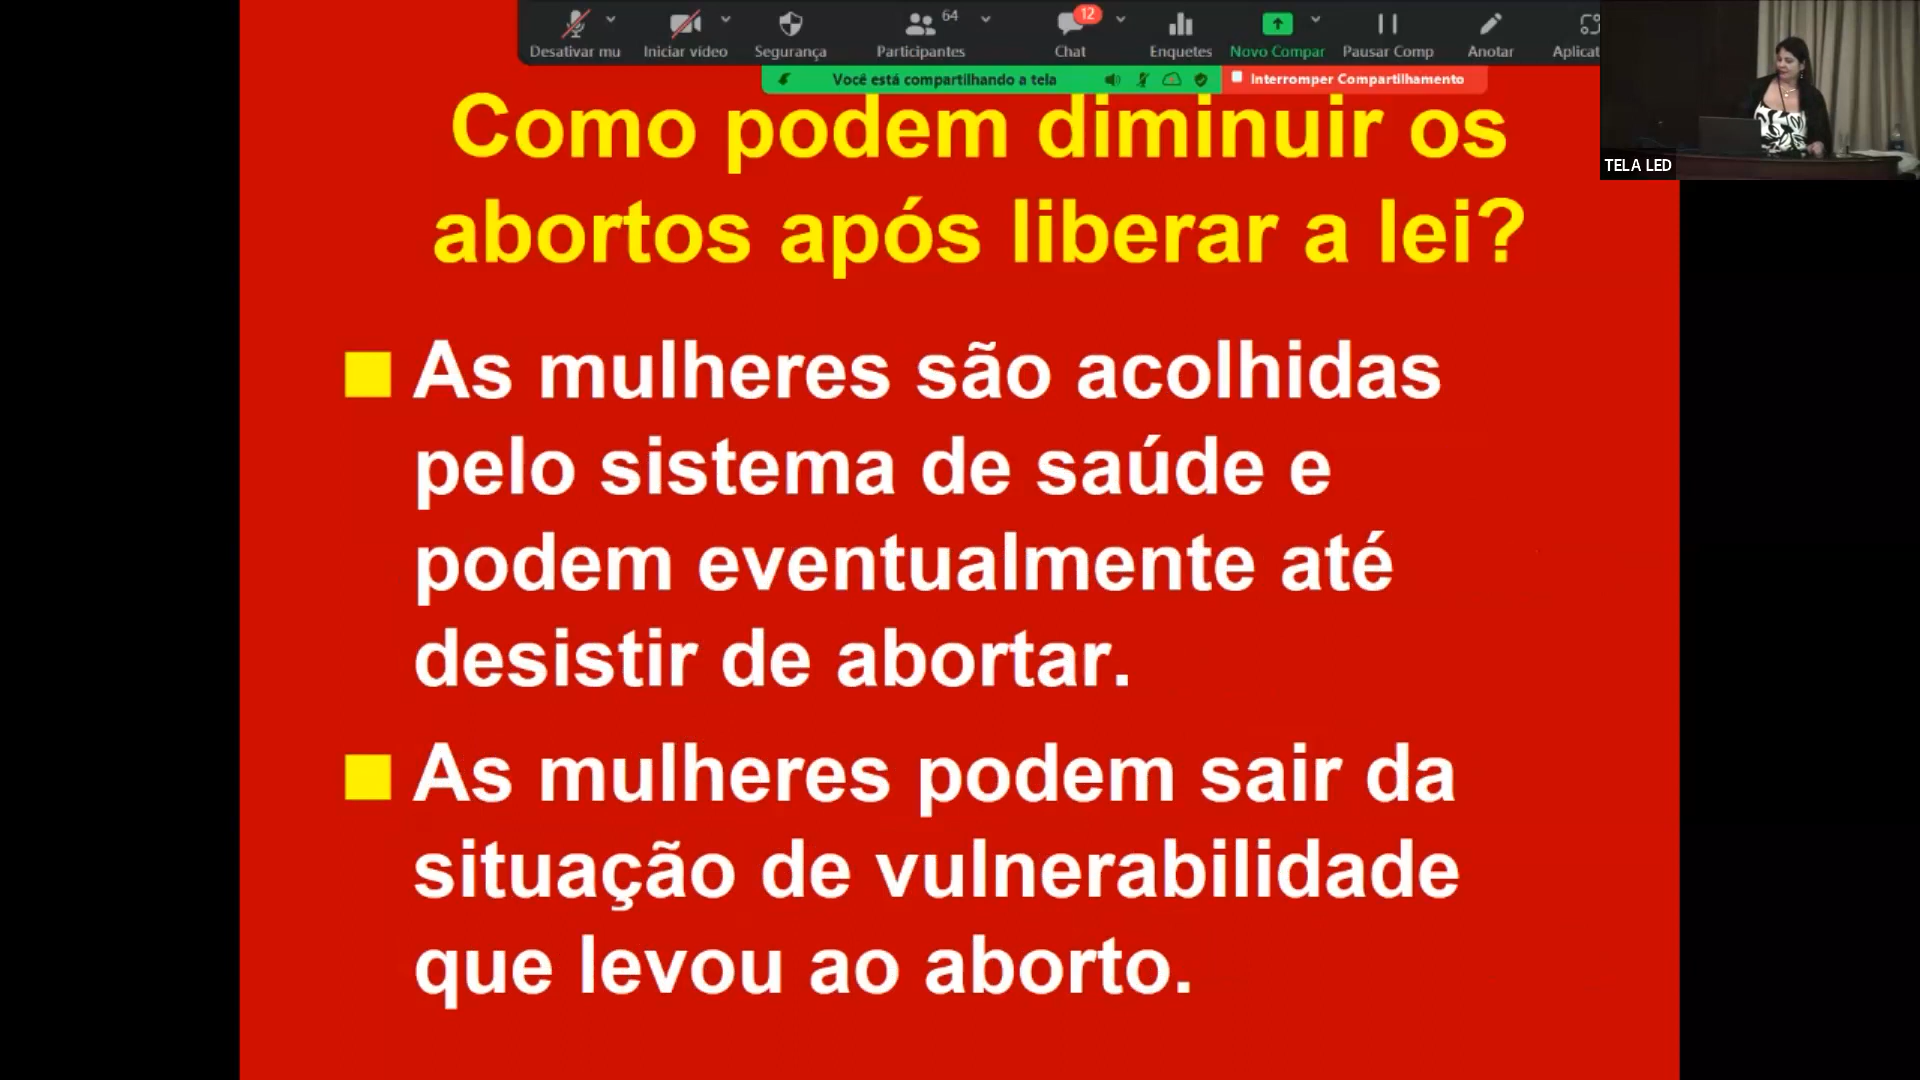 64
12
Desativar mu
Iniciar vídeo
Segurança
Participantes
Chat
Enquetes
Novo Compar
Pausar Comp
Anotar
Aplicat
Você está compartilhando a tela
Interromper Compartilhamento
TELA LED
Como podem diminuir os
abortos após liberar a lei?
As mulheres são acolhidas
pelo sistema de saúde e
podem eventualmente até
desistir de abortar.
As mulheres podem sair da
situação de vulnerabilidade
que levou ao aborto.